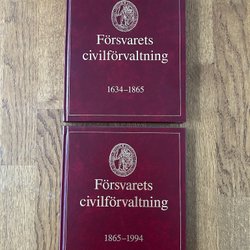 Försvarets
civilförvaltning
1634–1865
Försvarets
civilförvaltning
1865–1994